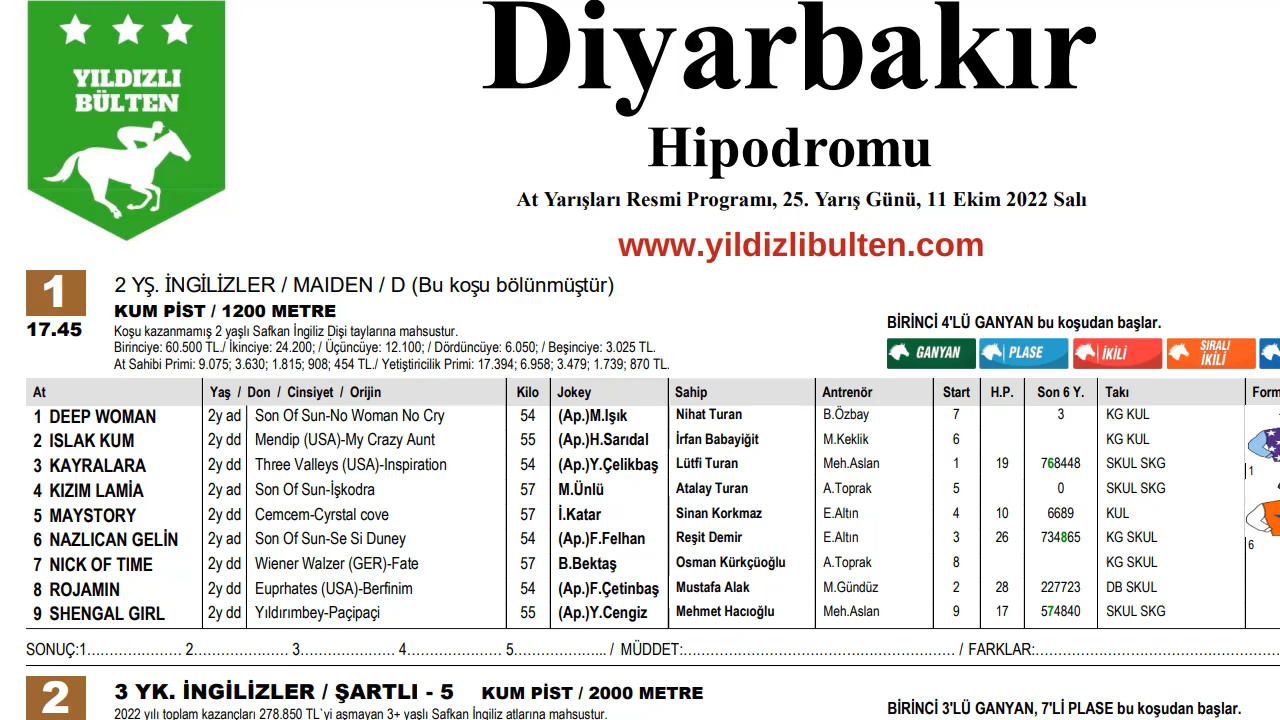 YILDIZLI
BÜLTEN
Diyarbakır
Hipodromu
At Yarışları Resmi Programı, 25. Yarış Günü, 11 Ekim 2022 Salı
www.yildizlibulten.com
1
17.45
2 YŞ. İNGİLİZLER / MAIDEN / D (Bu koşu bölünmüştür)
KUM PİST / 1200 METRE
Koşu kazanmamış 2 yaşlı Safkan İngiliz Dişi taylarına mahsustur.
Birinciye: 60.500 TL./ İkinciye: 24.200; / Üçüncüye: 12.100; / Dördüncüye: 6.050; / Beşinciye: 3.025 TL.
At Sahibi Primi: 9.075; 3.630; 1.815; 908; 454 TL./ Yetiştiricilik Primi: 17.394; 6.958; 3.479; 1.739; 870 TL.
BİRİNCİ 4'LÜ GANYAN bu koşudan başlar.
GANYAN PLASE İKİLİ SIRALI İKİLİ
At Yaş / Don / Cinsiyet / Orijin Kilo Jokey Sahip Antrenör Start H.P. Son 6 Y. Takı Form
1 DEEP WOMAN 2y ad Son Of Sun-No Woman No Cry 54 (Ap.)M.Işık Nihat Turan B.Özbay 7 3 KG KUL
2 ISLAK KUM 2y dd Mendip (USA)-My Crazy Aunt 55 (Ap.)H.Sarıdal İrfan Babayiğit M.Keklik 6 KG KUL
3 KAYRALARA 2y dd Three Valleys (USA)-Inspiration 54 (Ap.)Y.Çelikbaş Lütfi Turan Meh.Aslan 1 19 768448 SKUL SKG
4 KIZIM LAMİA 2y ad Son Of Sun-İşkodra 57 M.Ünlü Atalay Turan A.Toprak 5 0 SKUL SKG
5 MAYSTORY 2y dd Cemcem-Cyrstal cove 57 İ.Katar Sinan Korkmaz E.Altın 4 10 6689 KUL
6 NAZLICAN GELİN 2y ad Son Of Sun-Se Si Duney 54 (Ap.)F.Felhan Reşit Demir E.Altın 3 26 734865 KG SKUL
7 NICK OF TIME 2y dd Wiener Walzer (GER)-Fate 57 B.Bektaş Osman Kürkçüoğlu A.Toprak 8 KG SKUL
8 ROJAMIN 2y dd Euprhates (USA)-Berfinim 54 (Ap.)F.Çetinbaş Mustafa Alak M.Gündüz 2 28 227723 DB SKUL
9 SHENGAL GIRL 2y dd Yıldırımbey-Paçipaçi 55 (Ap.)Y.Cengiz Mehmet Hacıoğlu Meh.Aslan 9 17 574840 SKUL SKG
1
6
SONUÇ:1..................... 2..................... 3..................... 4..................... 5..................... / MÜDDET:............................................................ / FARKLAR:......................................................
2
3 YK. İNGİLİZLER / ŞARTLI - 5 KUM PİST / 2000 METRE
2022 yılı toplam kazançları 278.850 TL`yi aşmayan 3+ yaşlı Safkan İngiliz atlarına mahsustur.
BİRİNCİ 3'LÜ GANYAN, 7'Lİ PLASE bu koşudan başlar.